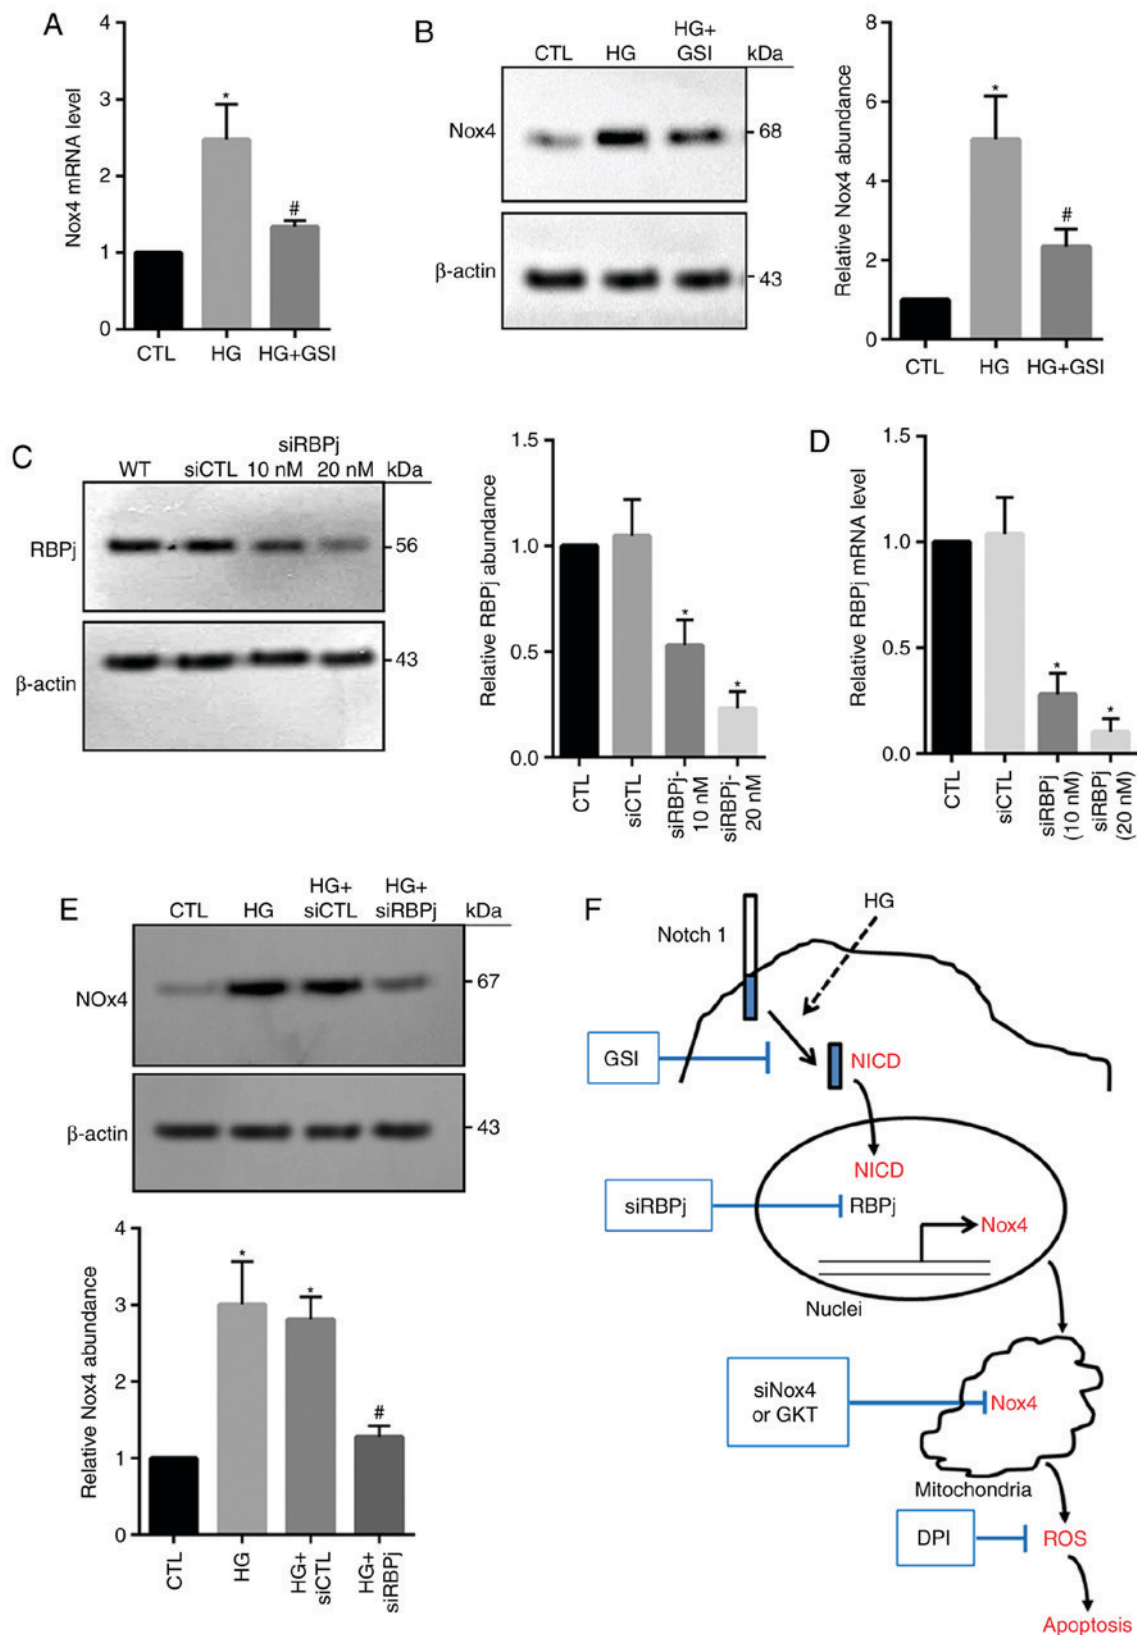 A
4
3
2
1
0
Nox4 mRNA level
*
#
CTL
HG
HG+GSI
B
CTL
HG
HG+
GSI
kDa
Nox4
68
β-actin
43
8
6
4
2
0
Relative Nox4 abundance
*
#
CTL
HG
HG+GSI
C
siRBPj
WT
siCTL
10 nM
20 nM
kDa
RBPj
56
β-actin
43
1.5
1.0
0.5
0.0
Relative RBPj abundance
*
*
CTL
siCTL
siRBPj-
10 nM
siRBPj-
20 nM
D
1.5
1.0
0.5
0.0
Relative RBPj mRNA level
*
*
CTL
siCTL
siRBPj
(10 nM)
siRBPj
(20 nM)
E
CTL
HG
HG+
siCTL
HG+
siRBPj
kDa
NOx4
67
β-actin
43
4
3
2
1
0
Relative Nox4 abundance
*
*
#
CTL
HG
HG+
siCTL
HG+
siRBPj
F
HG
Notch 1
GSI
NICD
NICD
siRBPj
RBPj
Nox4
Nuclei
siNox4
or GKT
Nox4
Mitochondria
DPI
ROS
Apoptosis